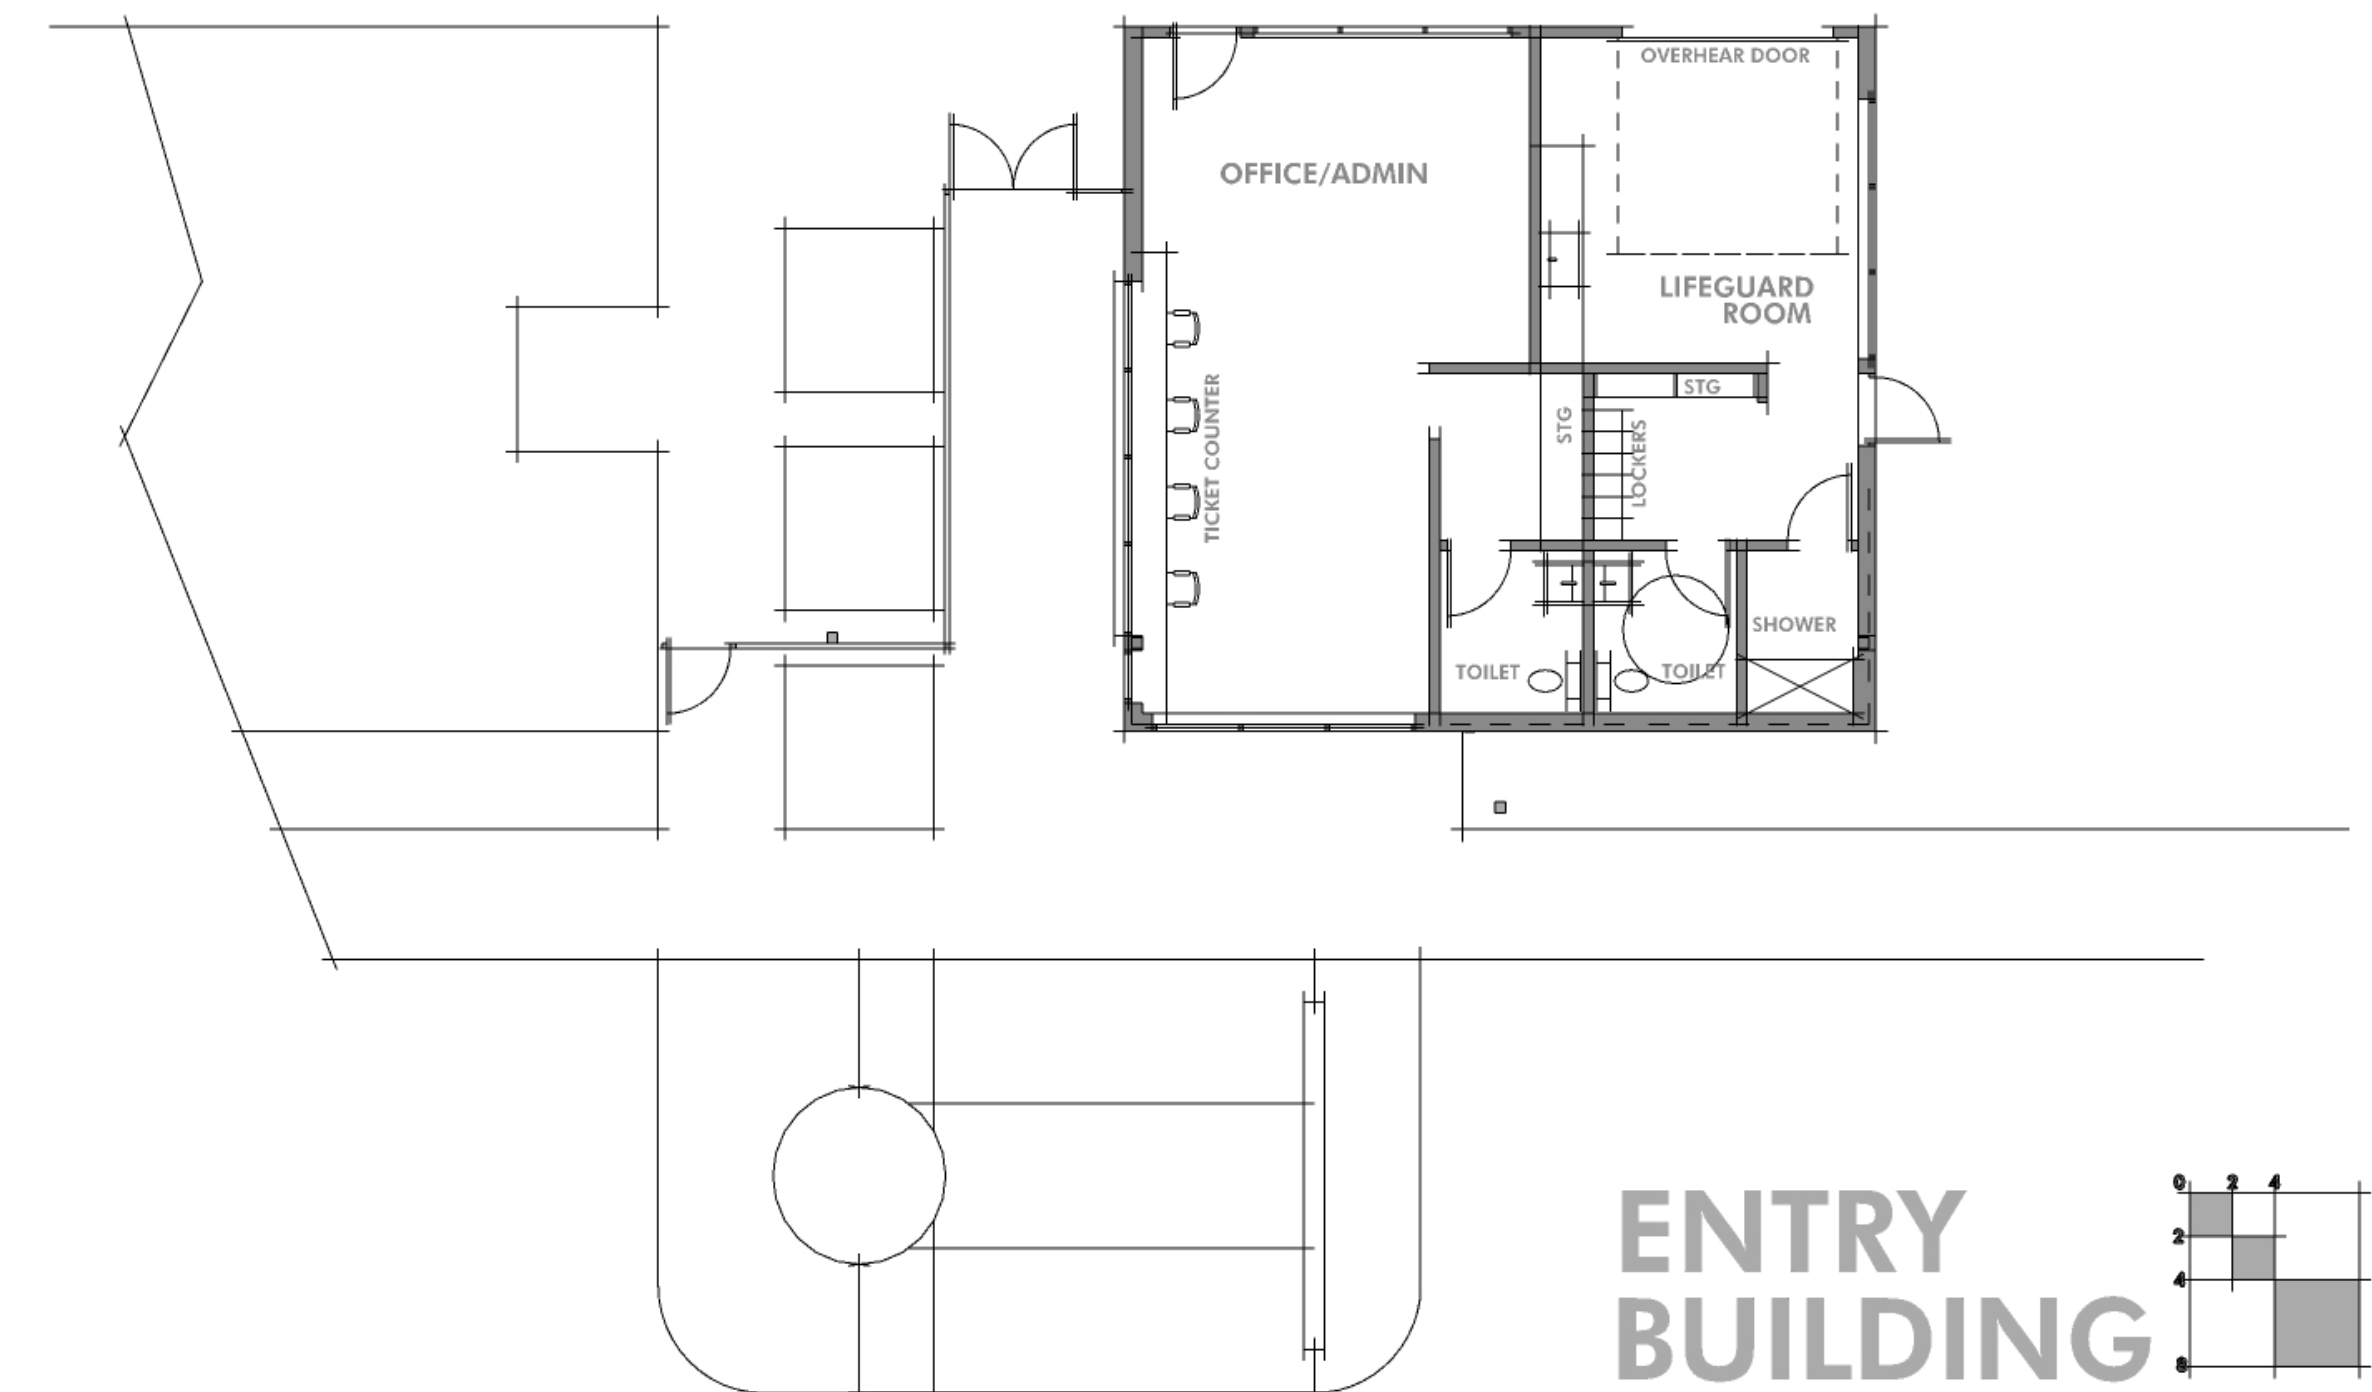 OVERHEAR DOOR
OFFICE/ADMIN
LIFEGUARD
ROOM
TICKET COUNTER
STG
STG
LOCKERS
SHOWER
TOILET
TOILET
ENTRY
BUILDING
0 2 4
2
4
8